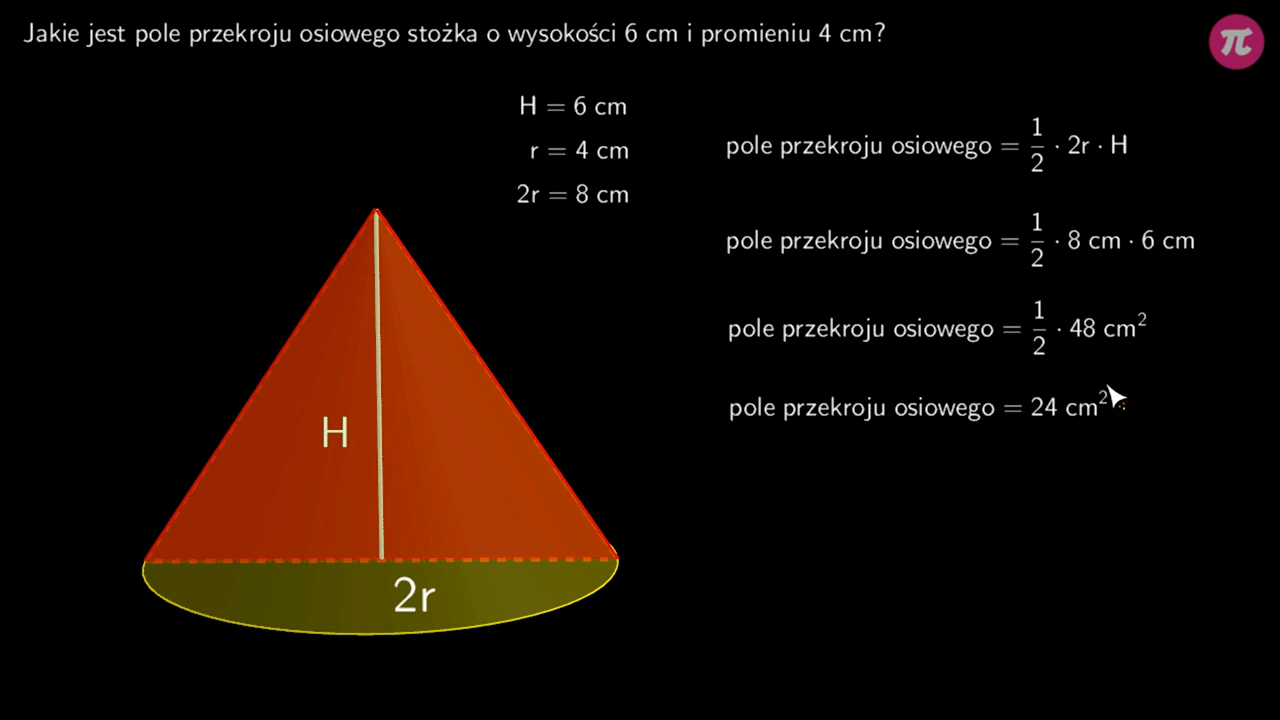 Jakie jest pole przekroju osiowego stożka o wysokości 6 cm i promieniu 4 cm?
π
H = 6 cm
r = 4 cm
2r = 8 cm
pole przekroju osiowego = 1/2 · 2r · H
pole przekroju osiowego = 1/2 · 8 cm · 6 cm
pole przekroju osiowego = 1/2 · 48 cm²
pole przekroju osiowego = 24 cm²
H
2r